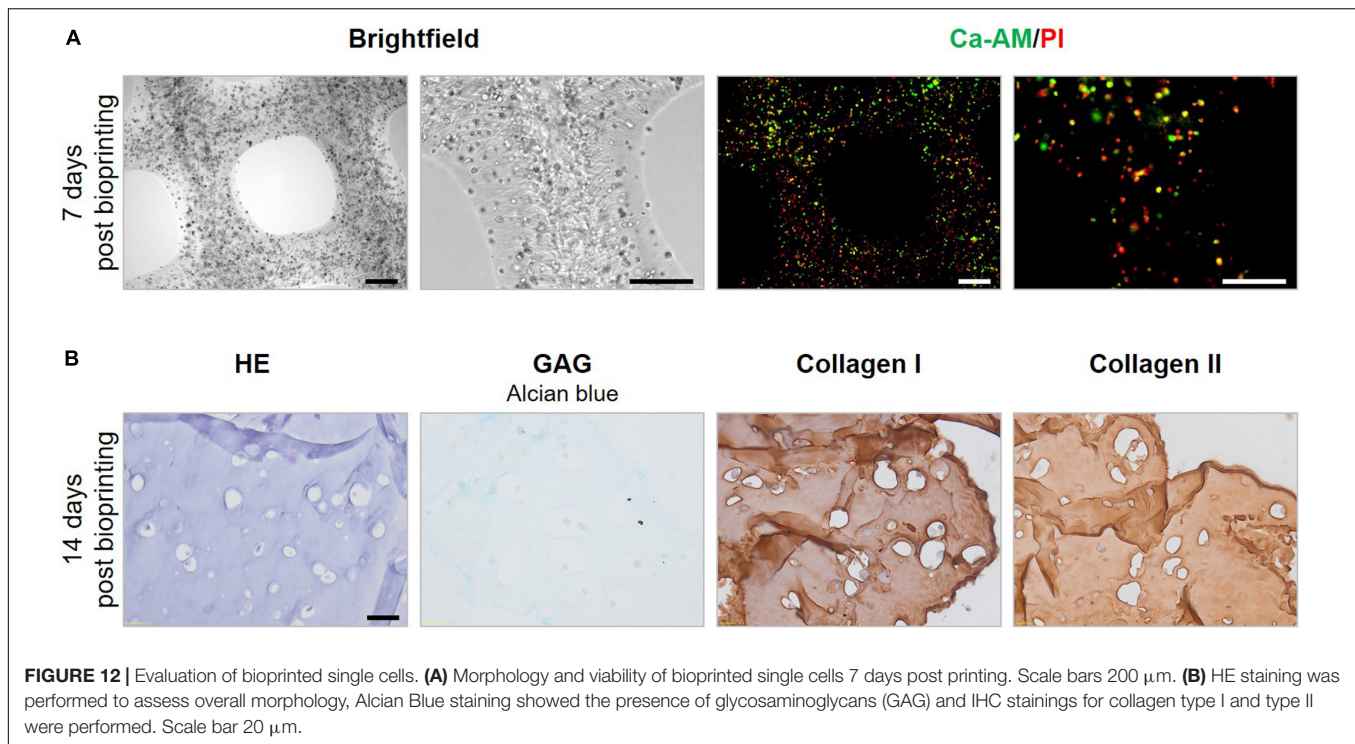 A
Brightfield
Ca-AM/PI
7 days
post bioprinting
B
HE
GAG
Alcian blue
Collagen I
Collagen II
14 days
post bioprinting
FIGURE 12 | Evaluation of bioprinted single cells. (A) Morphology and viability of bioprinted single cells 7 days post printing. Scale bars 200 μm. (B) HE staining was
performed to assess overall morphology, Alcian Blue staining showed the presence of glycosaminoglycans (GAG) and IHC stainings for collagen type I and type II
were performed. Scale bar 20 μm.